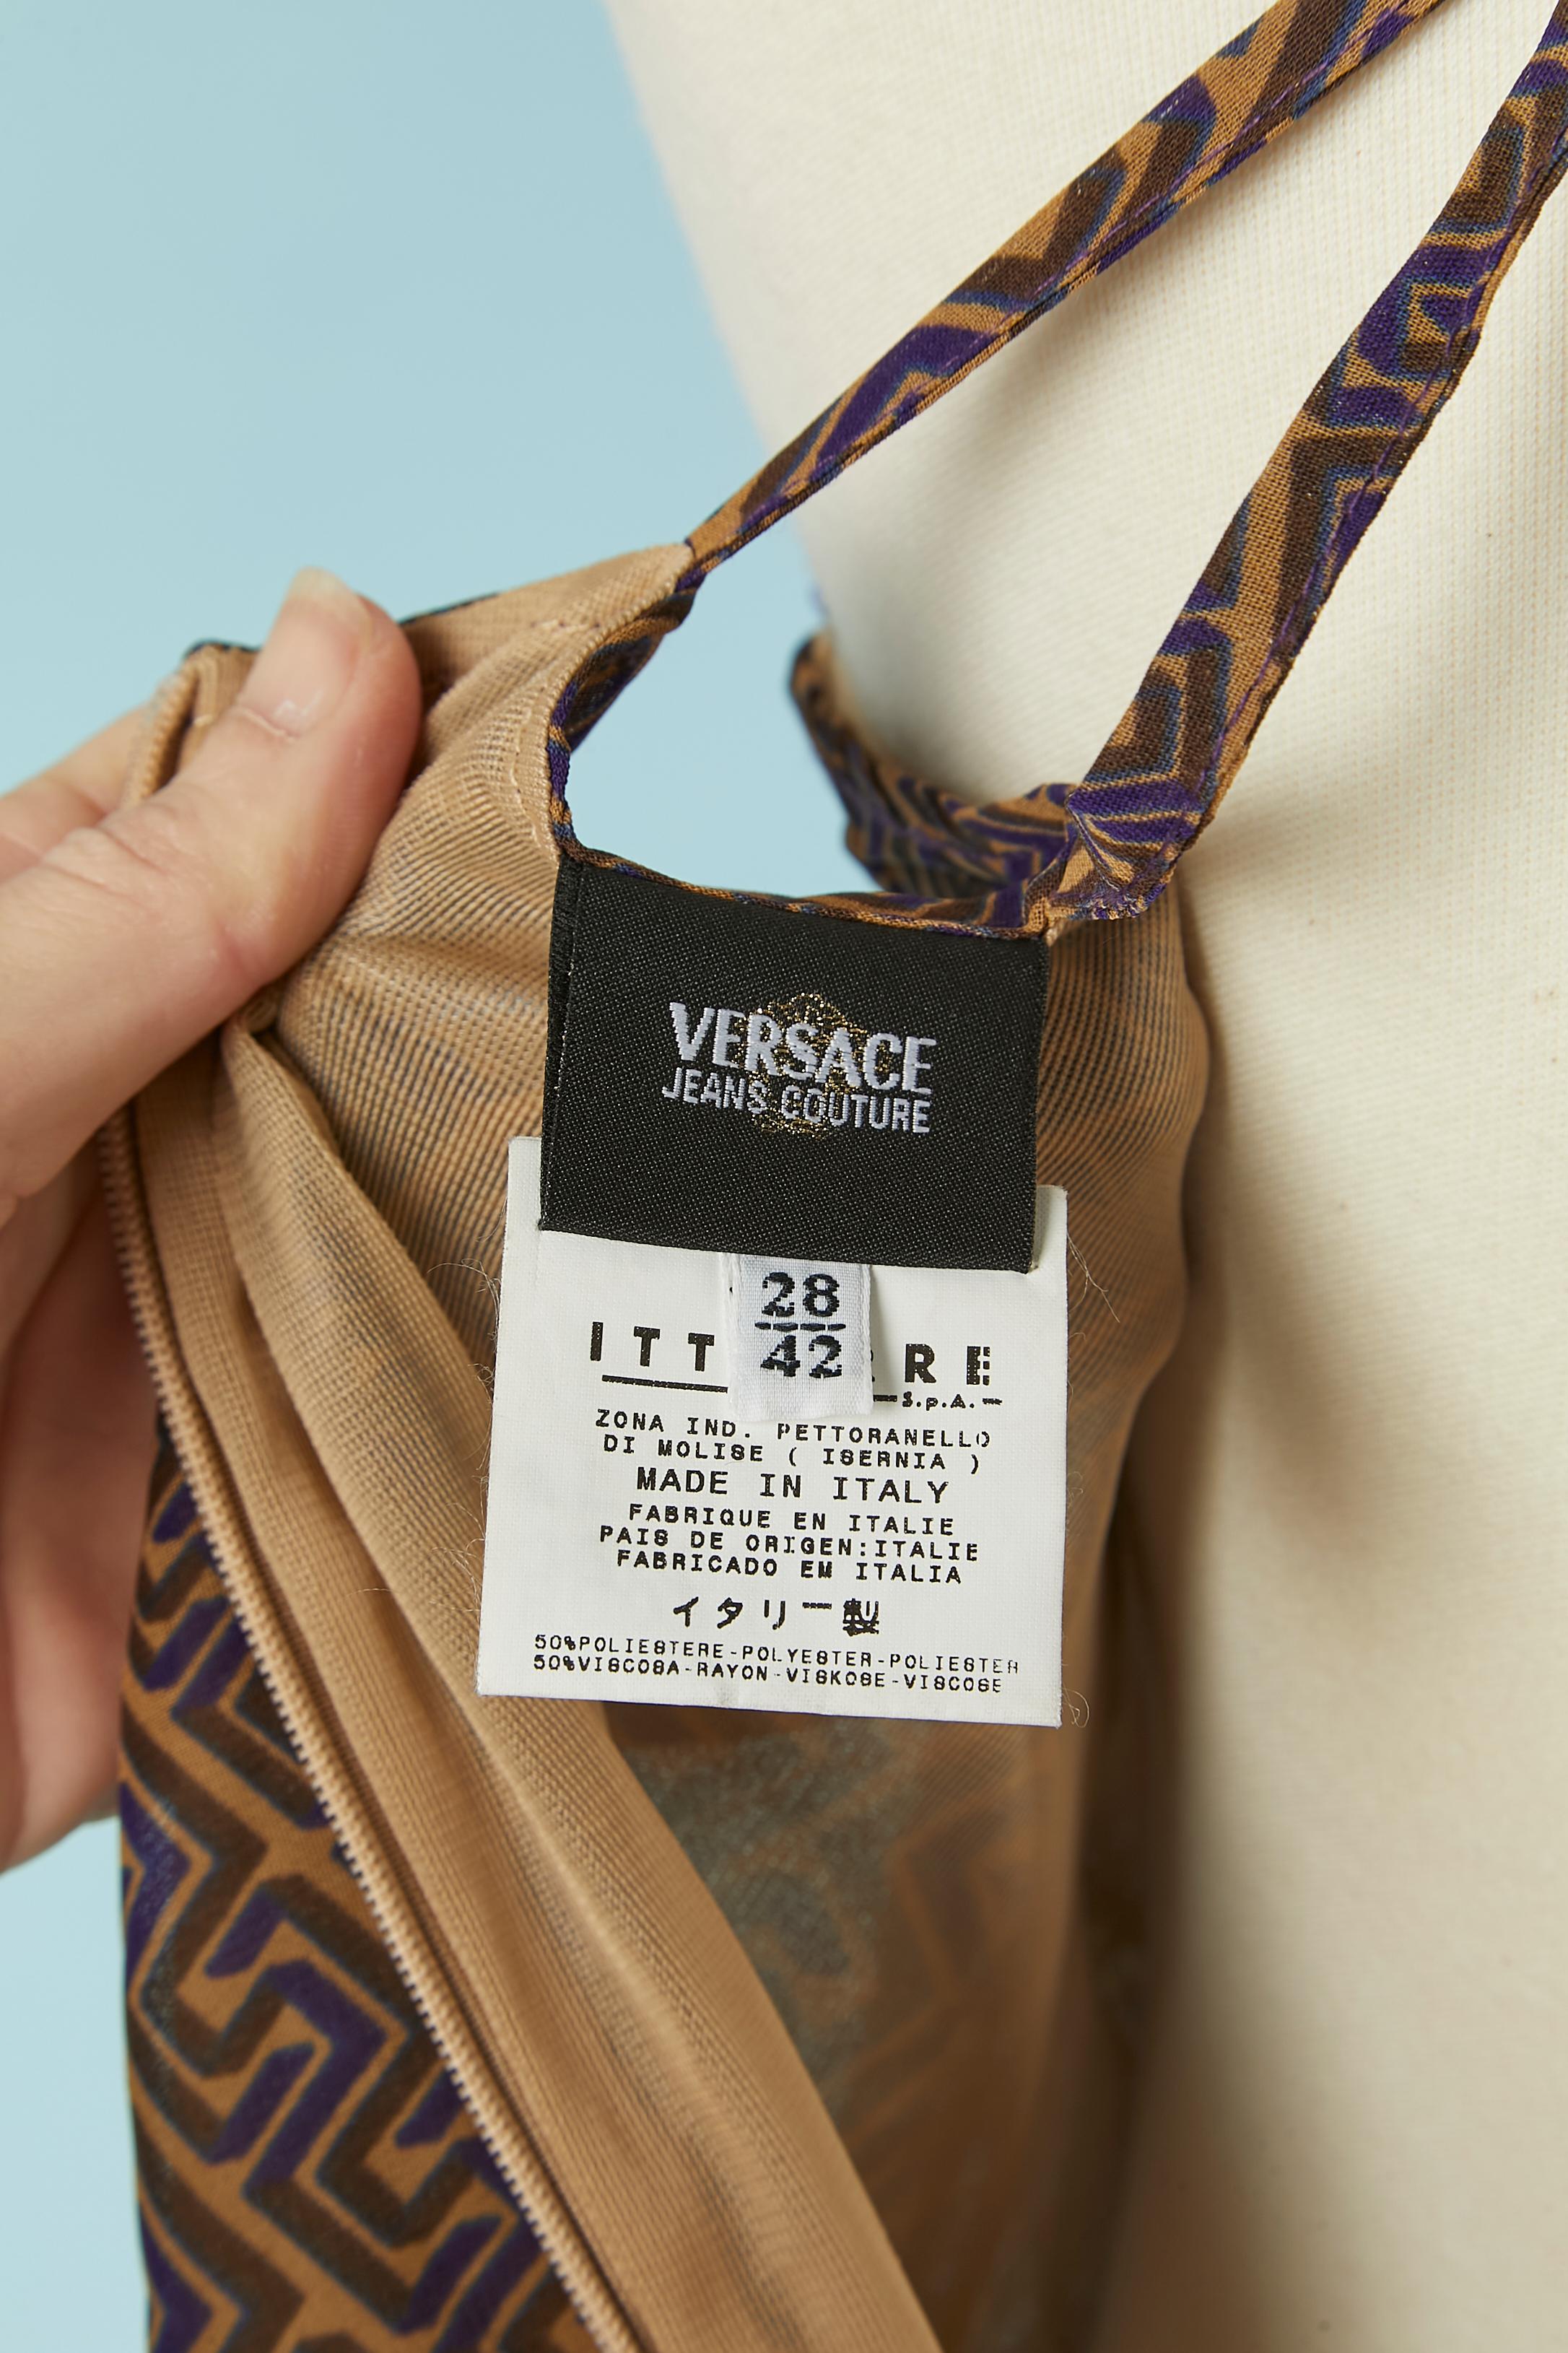 VERSACE
JEANS COUTURE
28
42
ITT RE
S.p.A.
ZONA IND. PETTORANELLO
DI MOLISE ( ISERNIA )
MADE IN ITALY
FABRIQUE EN ITALIE
PAIS DE ORIGEN:ITALIE
FABRICADO EM ITALIA
イタリー製
50%POLIESTERE-POLYESTER-POLIESTER
50%VISCOSA-RAYON-VISKOSE-VISCOSE